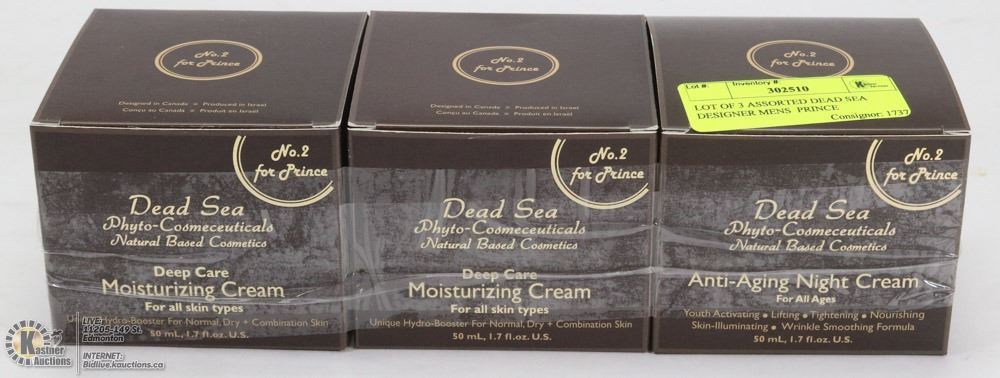 No.2
for Prince
Designed in Canada • Produced in Israel
Conçu au Canada • Produit en Israël
No.2
for Prince
Dead Sea
Phyto-Cosmeceuticals
Natural Based Cosmetics
Deep Care
Moisturizing Cream
For all skin types
Unique Hydro-Booster For Normal, Dry + Combination Skin
50 mL, 1.7 fl.oz. U.S.
No.2
for Prince
Designed in Canada • Produced in Israel
Conçu au Canada • Produit en Israël
No.2
for Prince
Dead Sea
Phyto-Cosmeceuticals
Natural Based Cosmetics
Deep Care
Moisturizing Cream
For all skin types
Unique Hydro-Booster For Normal, Dry + Combination Skin
50 mL, 1.7 fl.oz. U.S.
Lot #:
Inventory #:
302510
LOT OF 3 ASSORTED DEAD SEA
DESIGNER MENS PRINCE
Consignor: 1737
No.2
for Prince
Dead Sea
Phyto-Cosmeceuticals
Natural Based Cosmetics
Anti-Aging Night Cream
For All Ages
Youth Activating • Lifting • Tightening • Nourishing
Skin-Illuminating • Wrinkle Smoothing Formula
50 mL, 1.7 fl.oz. U.S.
Kastner
Auctions
LIVE:
11205-149 St.
Edmonton
INTERNET:
Bidlive.kauctions.ca